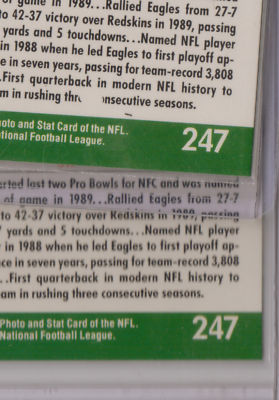 of game in 1989...Rallied Eagles from 27-7
to 42-37 victory over Redskins in 1989, passing
yards and 5 touchdowns...Named NFL player
in 1988 when he led Eagles to first playoff ap-
ce in seven years, passing for team-record 3,808
.First quarterback in modern NFL history to
am in rushing thre onsecutive seasons.
oto and Stat Card of the NFL.
ational Football League.
247
rted last two Pro Bowls for NFC and was named
of game in 1989...Rallied Eagles from 27-7
to 42-37 victory over Redskins in 1989, passing
yards and 5 touchdowns...Named NFL player
in 1988 when he led Eagles to first playoff ap-
ce in seven years, passing for team-record 3,808
..First quarterback in modern NFL history to
am in rushing three consecutive seasons.
Photo and Stat Card of the NFL.
National Football League.
247